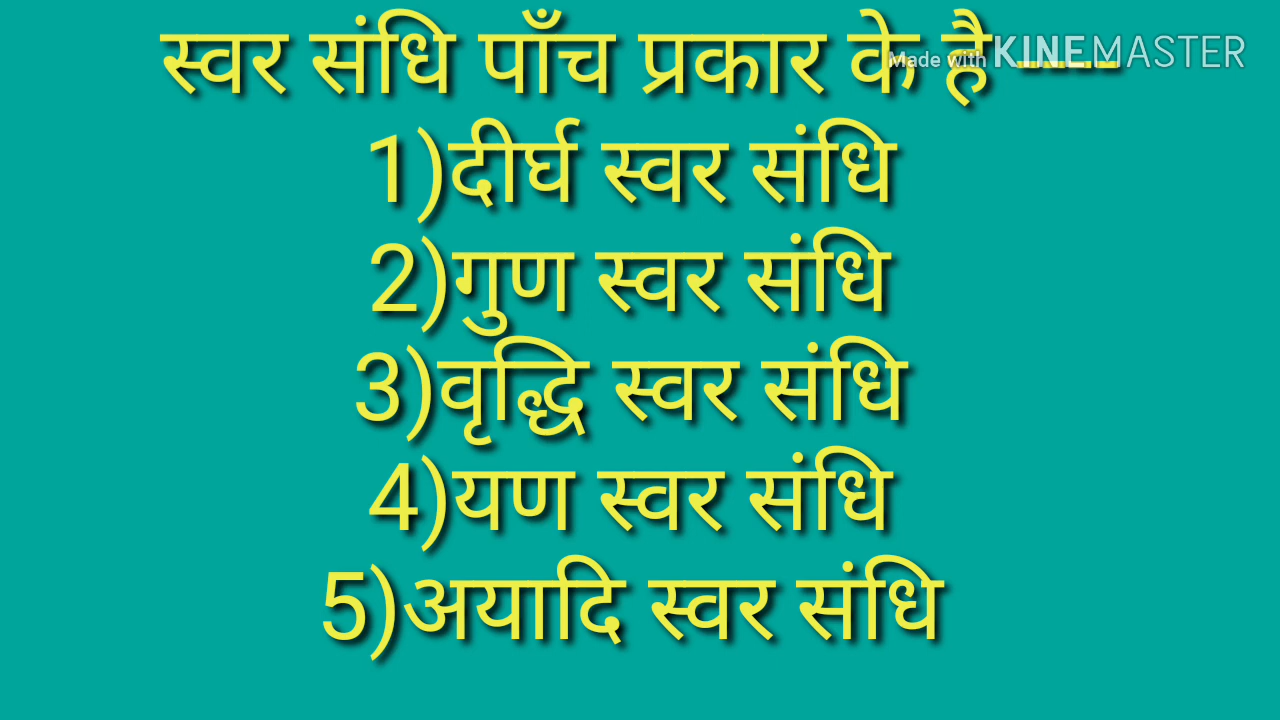 स्वर संधि पाँच प्रकार के है ----
Made with KINEMASTER
1)दीर्घ स्वर संधि
2)गुण स्वर संधि
3)वृद्धि स्वर संधि
4)यण स्वर संधि
5)अयादि स्वर संधि